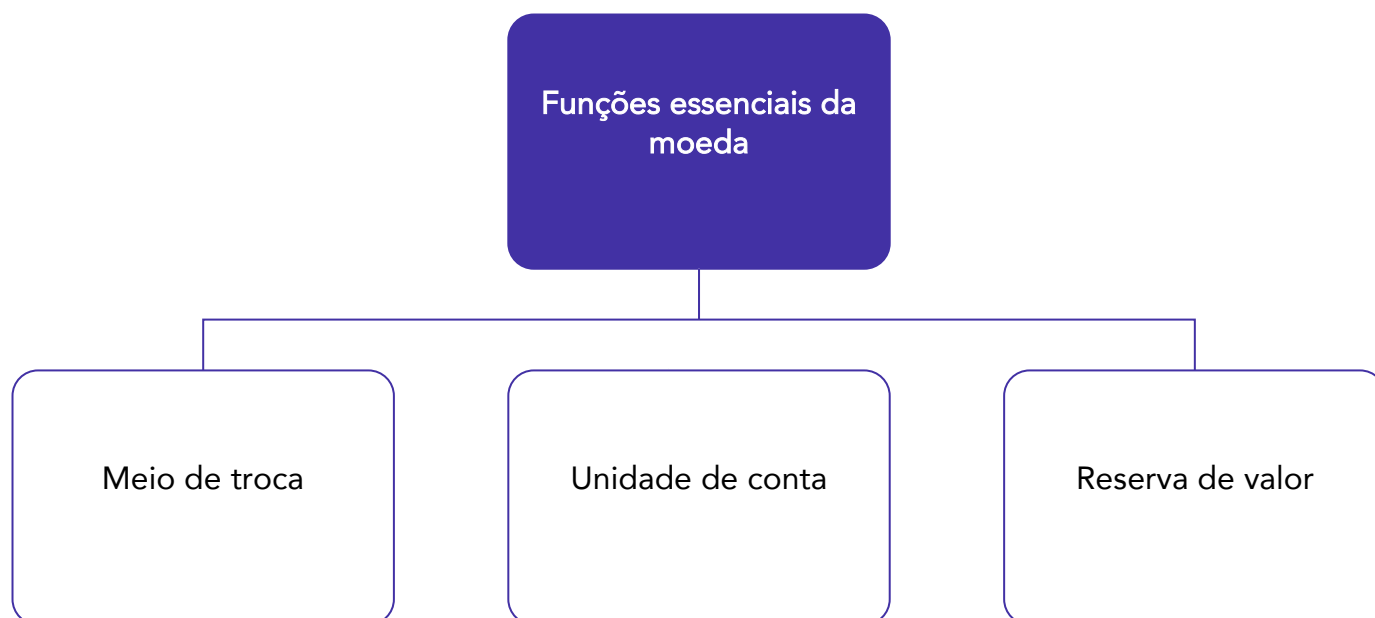 Funções essenciais da
moeda
Meio de troca
Unidade de conta
Reserva de valor